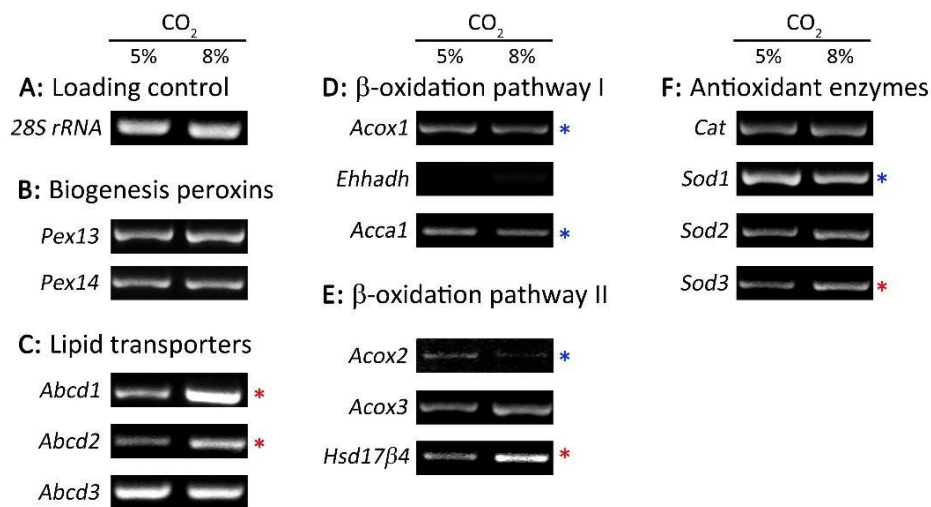 CO2
5% 8%
A: Loading control
28S rRNA
B: Biogenesis peroxins
Pex13
Pex14
C: Lipid transporters
Abcd1 *
Abcd2 *
Abcd3
CO2
5% 8%
D: β-oxidation pathway I
Acox1 *
Ehhadh
Acca1 *
E: β-oxidation pathway II
Acox2 *
Acox3
Hsd17β4 *
CO2
5% 8%
F: Antioxidant enzymes
Cat
Sod1 *
Sod2
Sod3 *